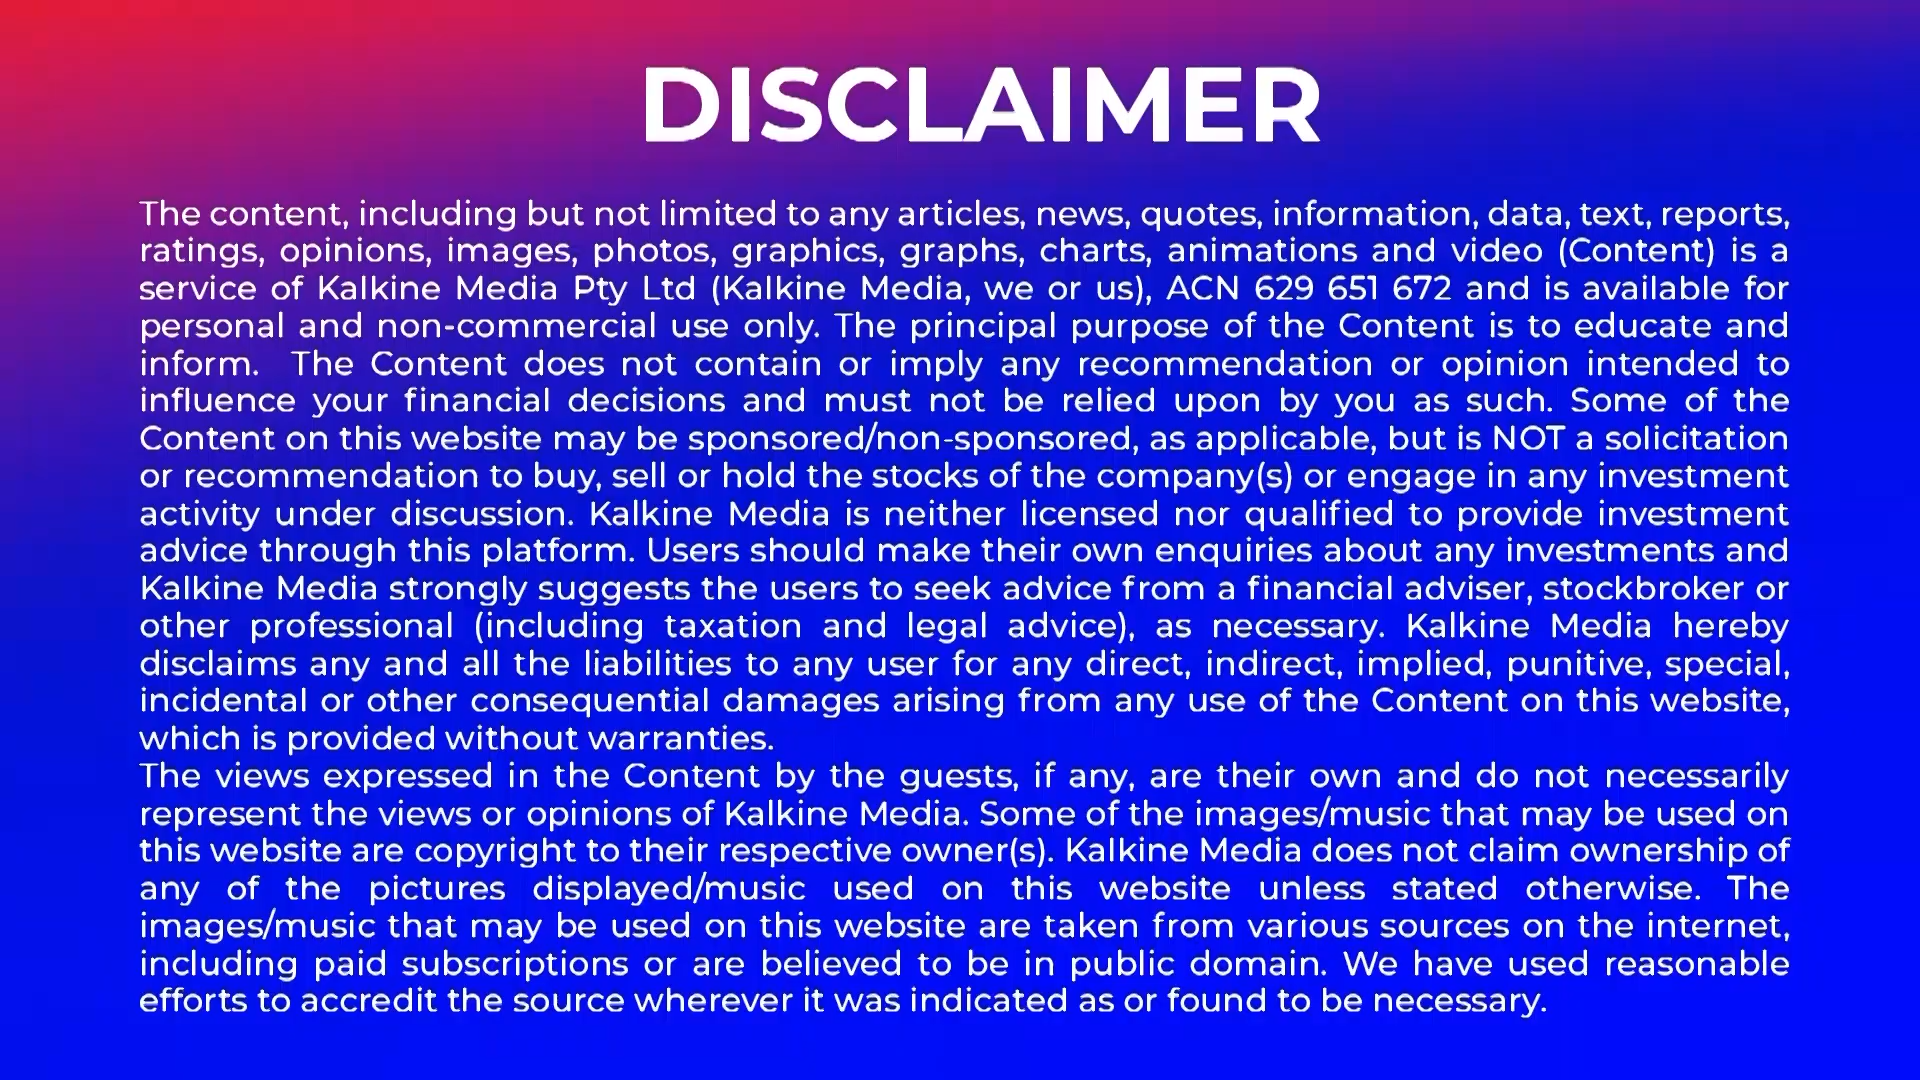 DISCLAIMER
The content, including but not limited to any articles, news, quotes, information, data, text, reports,
ratings, opinions, images, photos, graphics, graphs, charts, animations and video (Content) is a
service of Kalkine Media Pty Ltd (Kalkine Media, we or us), ACN 629 651 672 and is available for
personal and non-commercial use only. The principal purpose of the Content is to educate and
inform.  The Content does not contain or imply any recommendation or opinion intended to
influence your financial decisions and must not be relied upon by you as such. Some of the
Content on this website may be sponsored/non-sponsored, as applicable, but is NOT a solicitation
or recommendation to buy, sell or hold the stocks of the company(s) or engage in any investment
activity under discussion. Kalkine Media is neither licensed nor qualified to provide investment
advice through this platform. Users should make their own enquiries about any investments and
Kalkine Media strongly suggests the users to seek advice from a financial adviser, stockbroker or
other professional (including taxation and legal advice), as necessary. Kalkine Media hereby
disclaims any and all the liabilities to any user for any direct, indirect, implied, punitive, special,
incidental or other consequential damages arising from any use of the Content on this website,
which is provided without warranties.
The views expressed in the Content by the guests, if any, are their own and do not necessarily
represent the views or opinions of Kalkine Media. Some of the images/music that may be used on
this website are copyright to their respective owner(s). Kalkine Media does not claim ownership of
any of the pictures displayed/music used on this website unless stated otherwise. The
images/music that may be used on this website are taken from various sources on the internet,
including paid subscriptions or are believed to be in public domain. We have used reasonable
efforts to accredit the source wherever it was indicated as or found to be necessary.